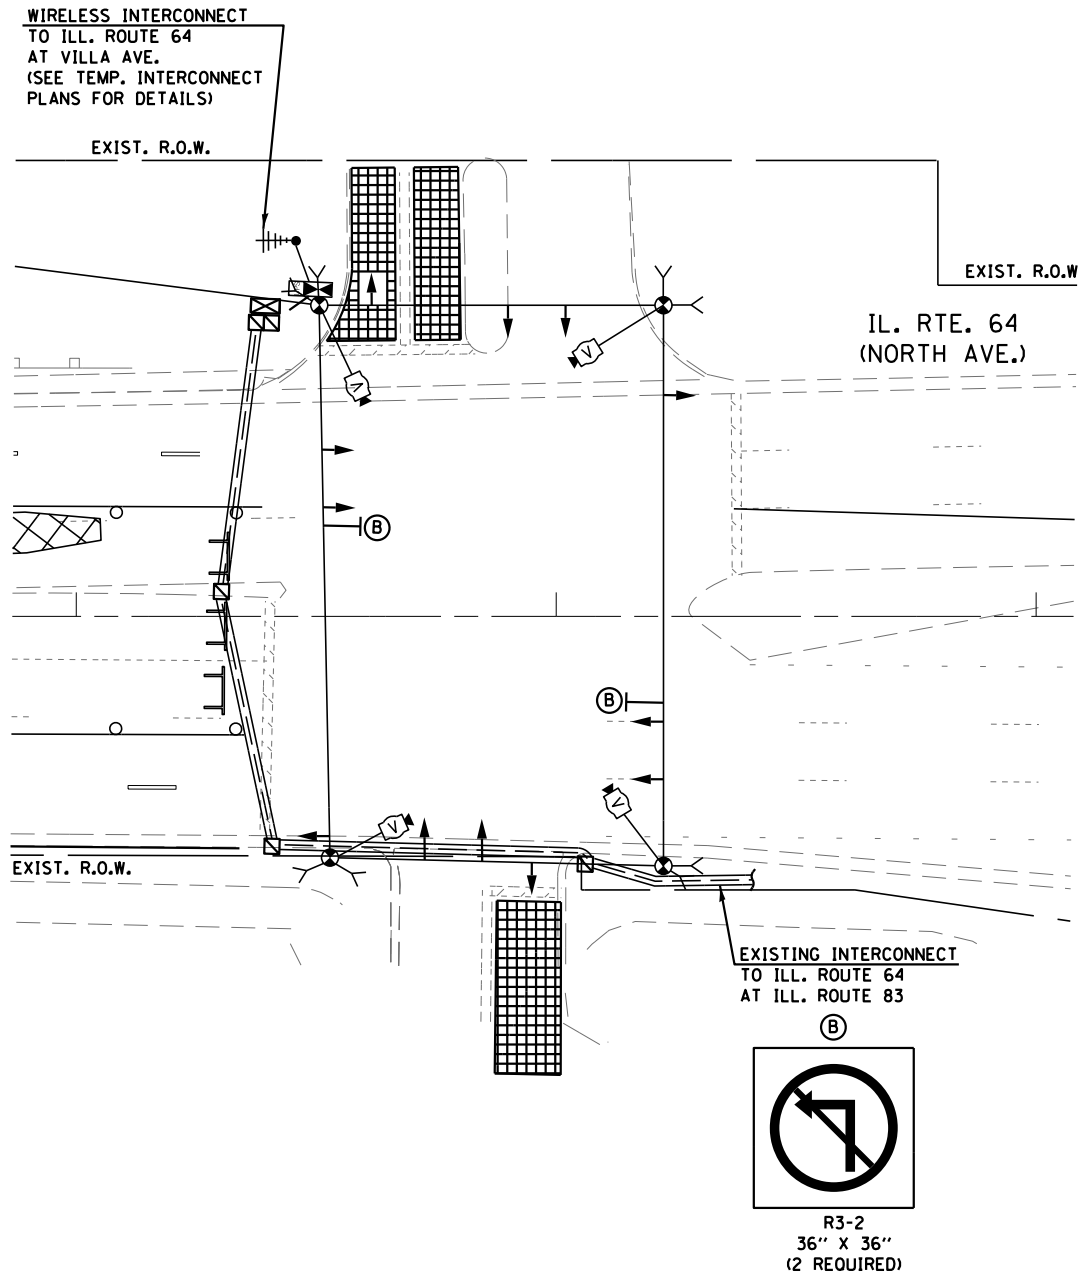 WIRELESS INTERCONNECT
TO ILL. ROUTE 64
AT VILLA AVE.
(SEE TEMP. INTERCONNECT
PLANS FOR DETAILS)
EXIST. R.O.W.
EXIST. R.O.W
IL. RTE. 64
(NORTH AVE.)
V
V
B
B
V
V
EXIST. R.O.W.
EXISTING INTERCONNECT
TO ILL. ROUTE 64
AT ILL. ROUTE 83
B
R3-2
36" X 36"
(2 REQUIRED)